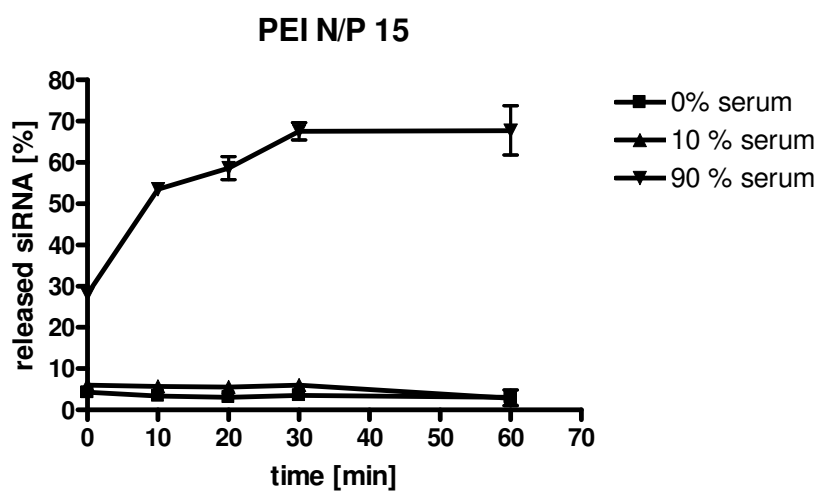 PEI N/P 15
80
70
60
50
40
30
20
10
0
released siRNA [%]
0 10 20 30 40 50 60 70
time [min]
0% serum
10 % serum
90 % serum